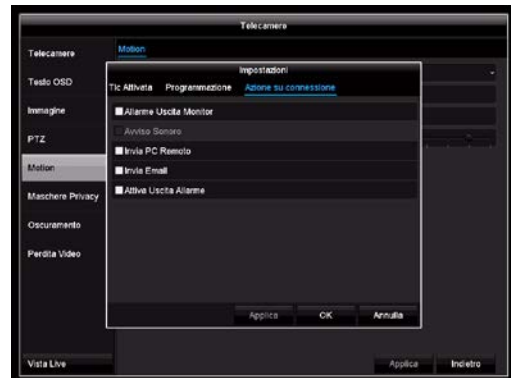 Telecamere
Telecamere
Motion
Testo OSD
Immagine
PTZ
Motion
Maschere Privacy
Oscuramento
Perdita Video
Vista Live
Impostazioni
Tlc Attivata Programmazione Azione su connessione
Allarme Uscita Monitor
Avviso Sonoro
Invia PC Remoto
Invia Email
Attiva Uscita Allarme
Applica OK Annulla
Applica Indietro